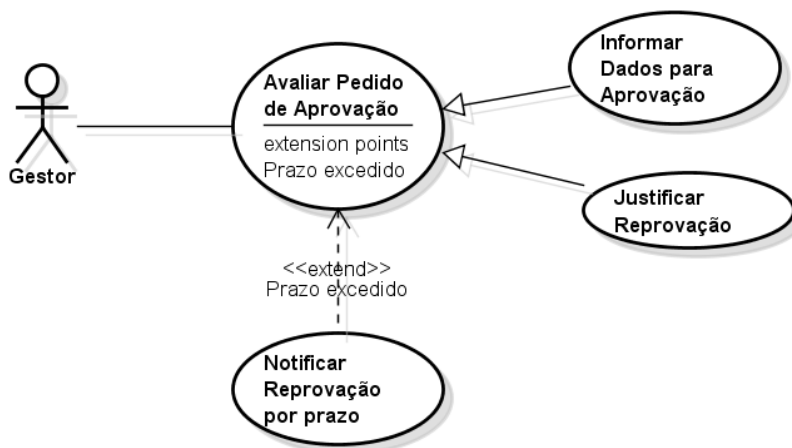 Informar
Dados para
Aprovação
Avaliar Pedido
de Aprovação
extension points
Prazo excedido
Gestor
Justificar
Reprovação
<<extend>>
Prazo excedido
Notificar
Reprovação
por prazo